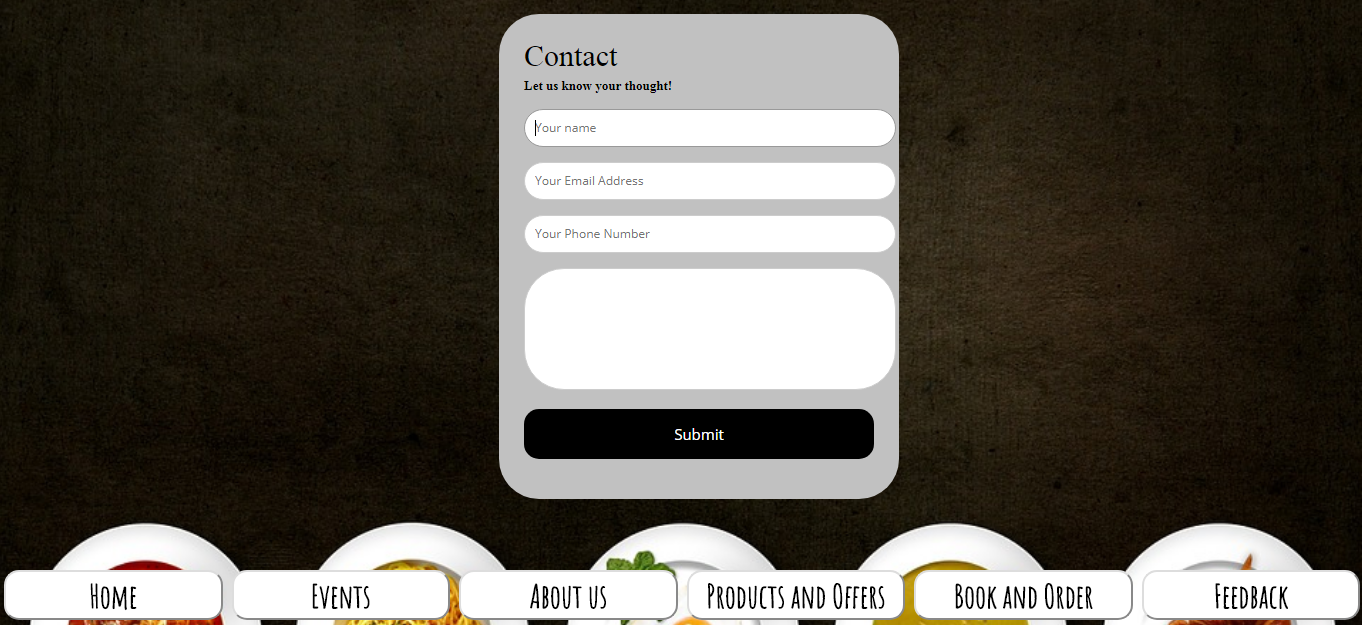 Contact
Let us know your thought!
Your name
Your Email Address
Your Phone Number
Submit
Home
Events
About us
Products and Offers
Book and Order
Feedback